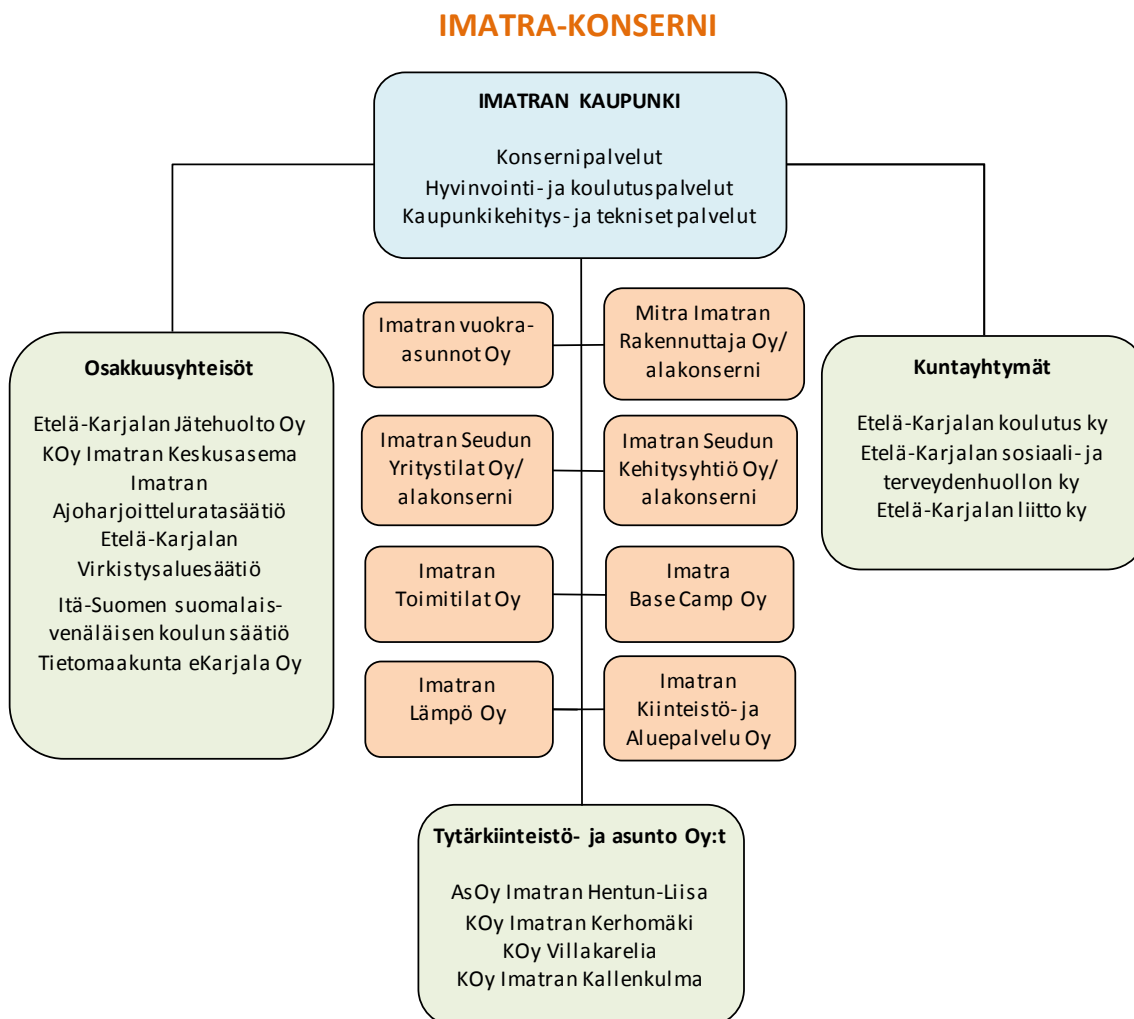 IMATRA-KONSERNI
IMATRAN KAUPUNKI
Konsernipalvelut
Hyvinvointi- ja koulutuspalvelut
Kaupunkikehitys- ja tekniset palvelut
Osakkuusyhteisöt
Etelä-Karjalan Jätehuolto Oy
KOy Imatran Keskusasema
Imatran
Ajoharjoitteluratasäätiö
Etelä-Karjalan
Virkistysaluesäätiö
Itä-Suomen suomalais-
venäläisen koulun säätiö
Tietomaakunta eKarjala Oy
Imatran vuokra-
asunnot Oy
Mitra Imatran
Rakennuttaja Oy/
alakonserni
Imatran Seudun
Yritystilat Oy/
alakonserni
Imatran Seudun
Kehitysyhtiö Oy/
alakonserni
Imatran
Toimitilat Oy
Imatra
Base Camp Oy
Imatran
Lämpö Oy
Imatran
Kiinteistö- ja
Aluepalvelu Oy
Kuntayhtymät
Etelä-Karjalan koulutus ky
Etelä-Karjalan sosiaali- ja
terveydenhuollon ky
Etelä-Karjalan liitto ky
Tytärkiinteistö- ja asunto Oy:t
AsOy Imatran Hentun-Liisa
KOy Imatran Kerhomäki
KOy Villakarelia
KOy Imatran Kallenkulma